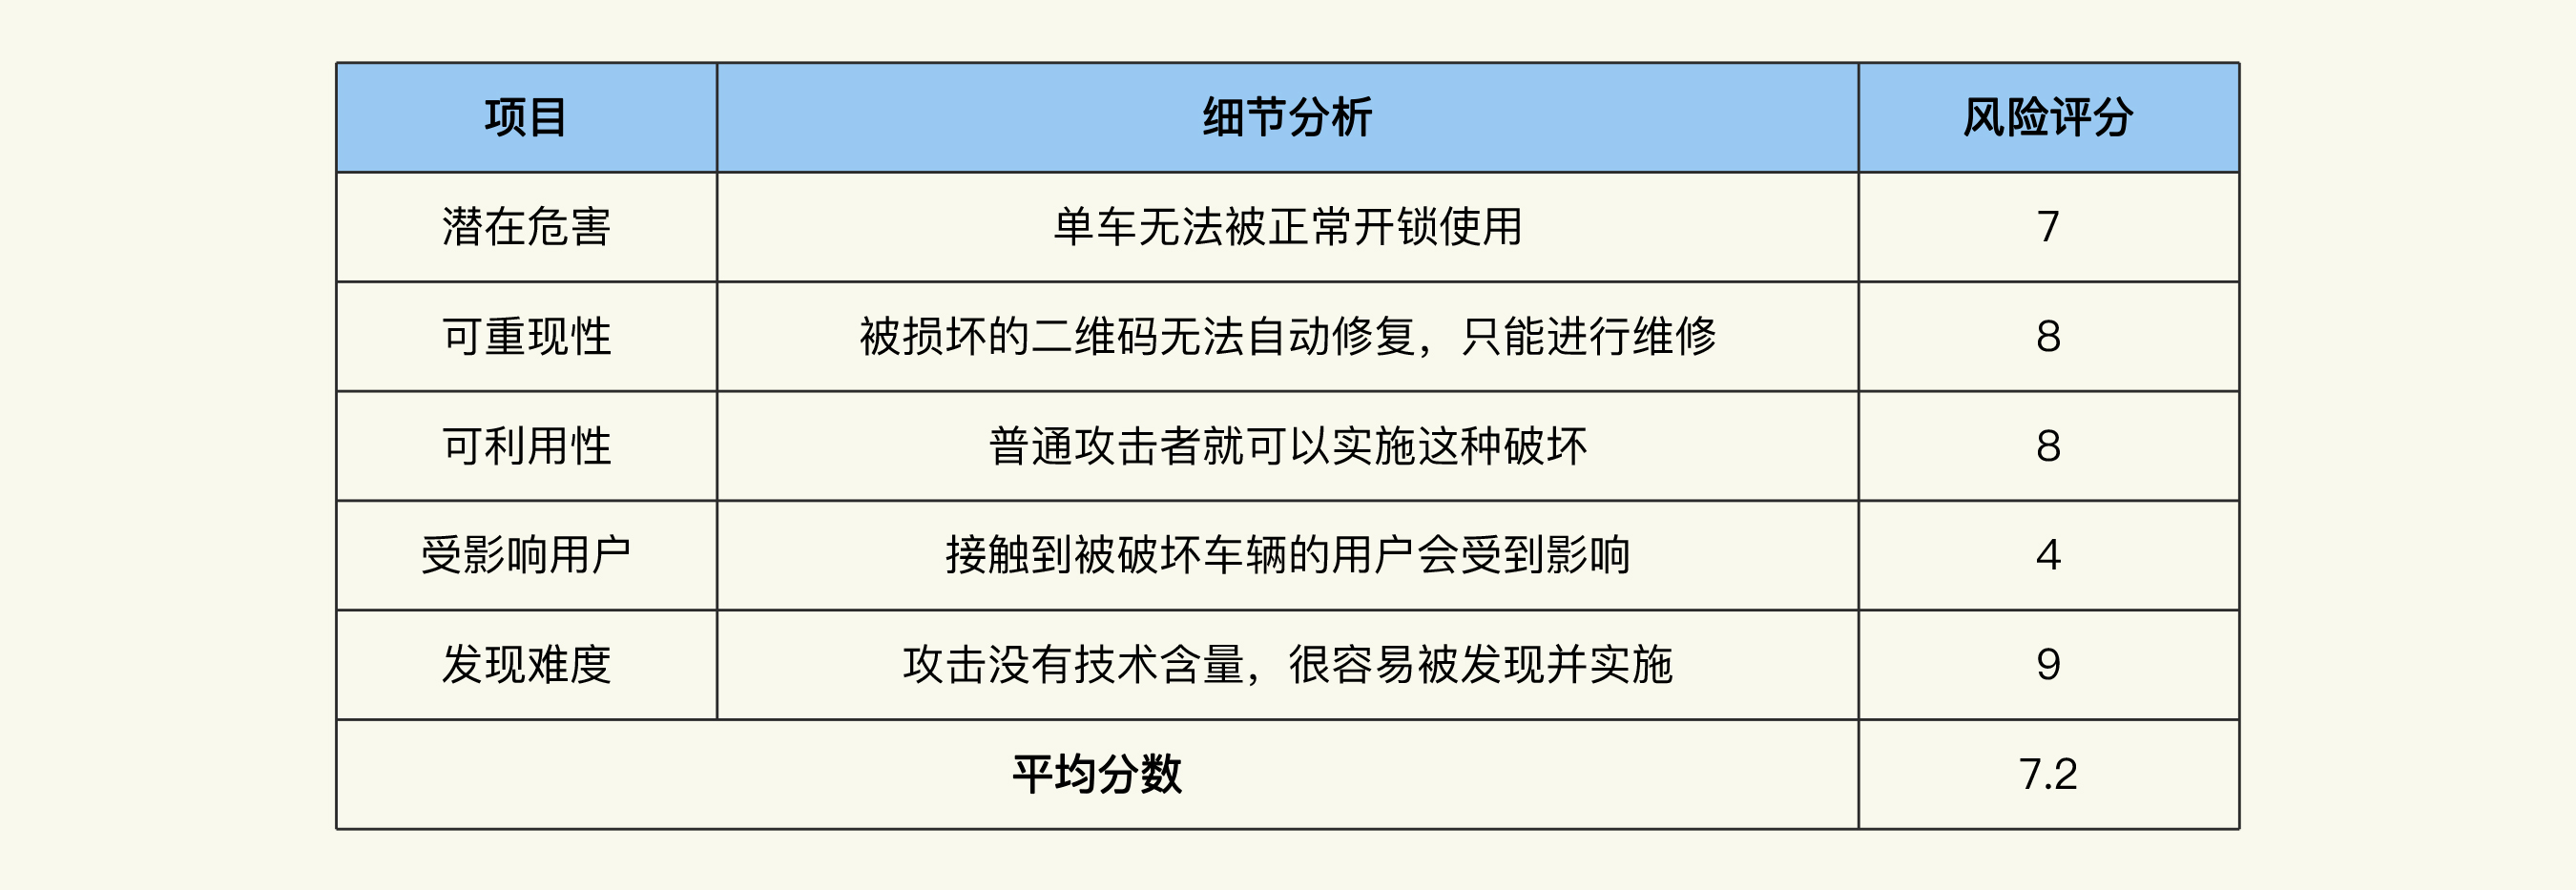 项目 细节分析 风险评分
潜在危害 单车无法被正常开锁使用 7
可重现性 被损坏的二维码无法自动修复，只能进行维修 8
可利用性 普通攻击者就可以实施这种破坏 8
受影响用户 接触到被破坏车辆的用户会受到影响 4
发现难度 攻击没有技术含量，很容易被发现并实施 9
平均分数 7.2